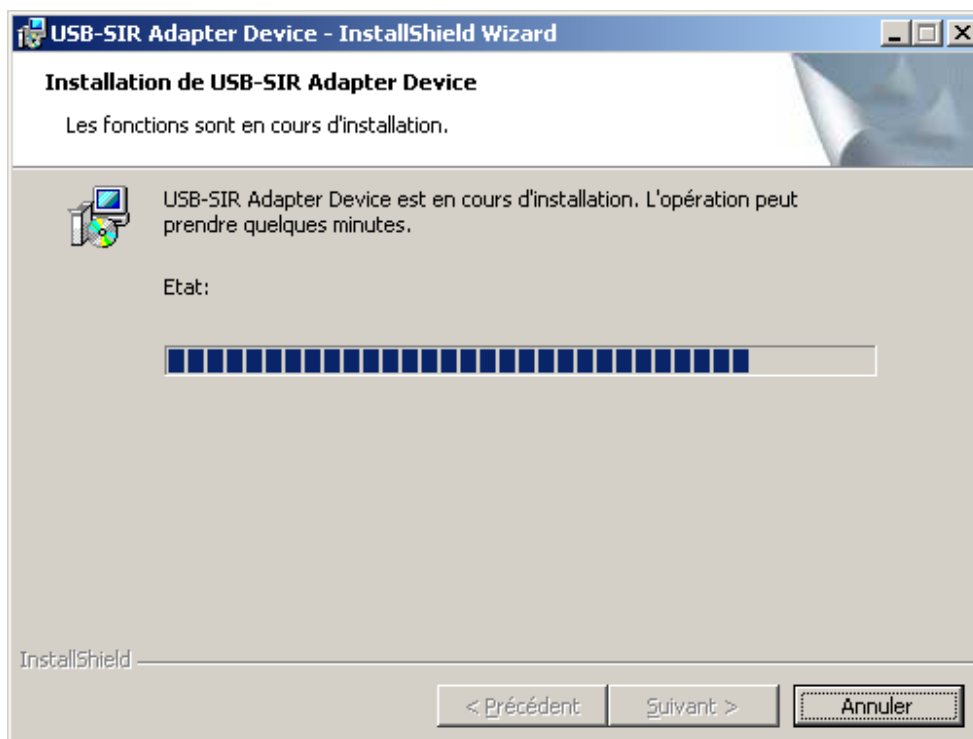 USB-SIR Adapter Device - InstallShield Wizard
Installation de USB-SIR Adapter Device
Les fonctions sont en cours d'installation.
USB-SIR Adapter Device est en cours d'installation. L'opération peut
prendre quelques minutes.
Etat:
InstallShield
< Précédent
Suivant >
Annuler